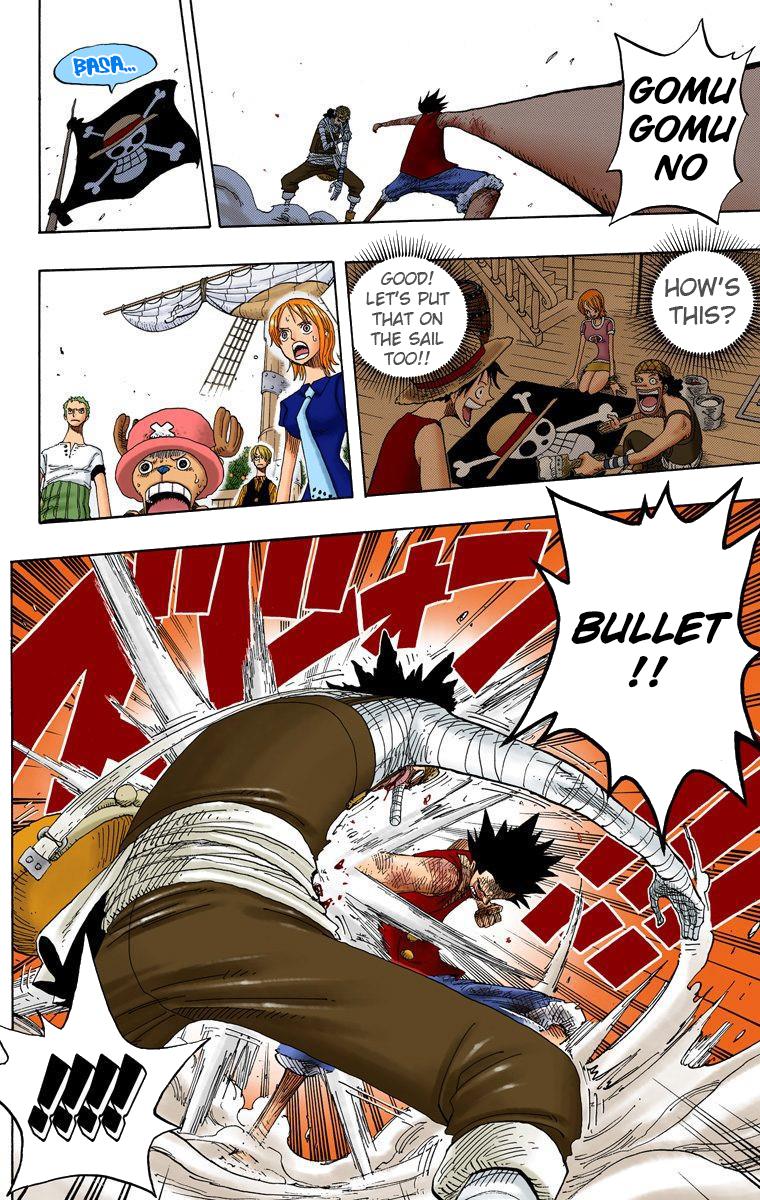 BASA...
GOMU
GOMU
NO
GOOD!
LET'S PUT
THAT ON
THE SAIL
TOO!!
HOW'S
THIS?
BULLET
!!
!!!!